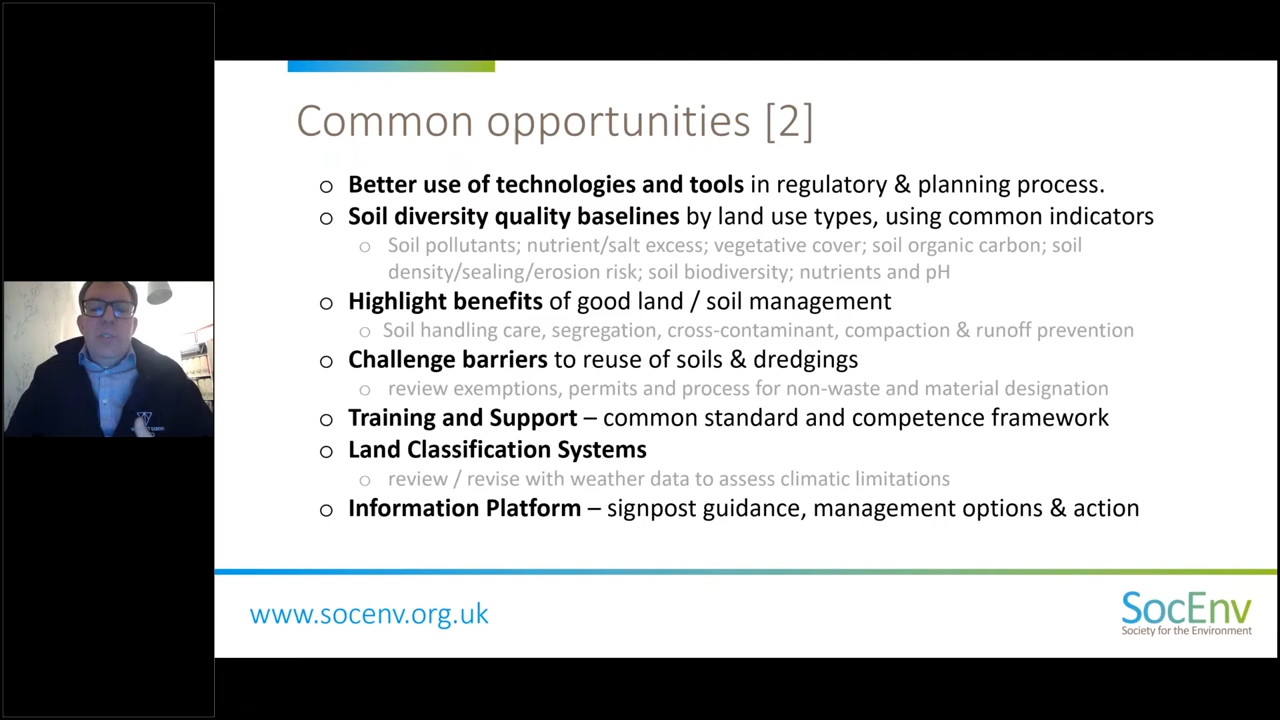 Common opportunities [2]
o Better use of technologies and tools in regulatory & planning process.
o Soil diversity quality baselines by land use types, using common indicators
o Soil pollutants; nutrient/salt excess; vegetative cover; soil organic carbon; soil
density/sealing/erosion risk; soil biodiversity; nutrients and pH
o Highlight benefits of good land / soil management
o Soil handling care, segregation, cross-contaminant, compaction & runoff prevention
o Challenge barriers to reuse of soils & dredgings
o review exemptions, permits and process for non-waste and material designation
o Training and Support – common standard and competence framework
o Land Classification Systems
o review / revise with weather data to assess climatic limitations
o Information Platform – signpost guidance, management options & action
www.socenv.org.uk
SocEnv
Society for the Environment